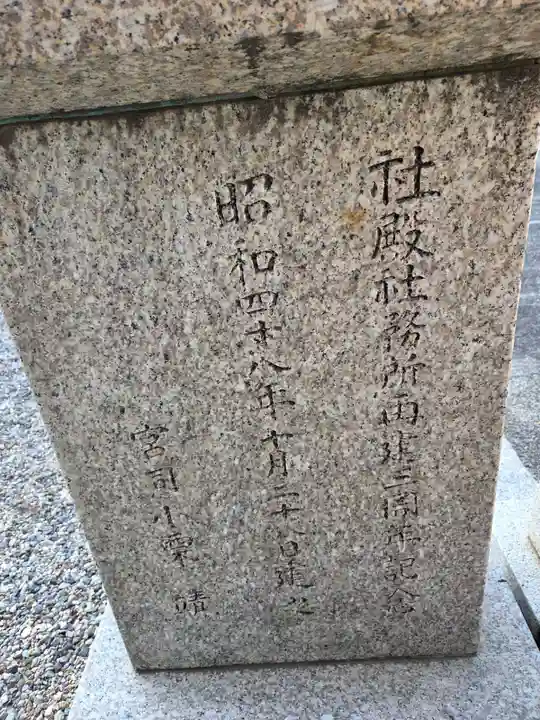 社殿社務所再建三周年記念
昭和四十八年十月二十八日建之
宮司小栗靖